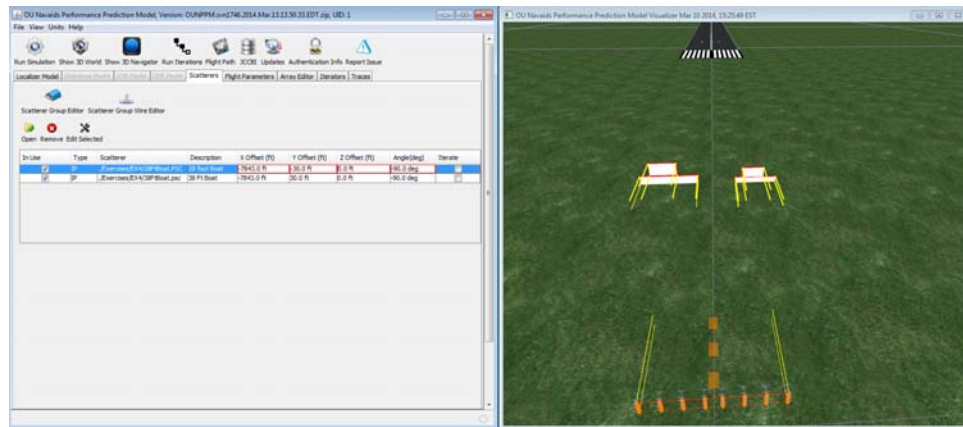 OU Navaids Performance Prediction Model, Version: OUNPPM.svn1746.2014.Mar.13.13.50.33.EDT.zip, UID: 1
File View Units Help
Run Simulation Show 3D World Show 3D Navigator Run Iterations Flight Path JCCBI Updates Authentication Info Report Issue
Localizer Model Scatterers Flight Parameters Array Editor Iterators Traces
Scatterer Group Editor Scatterer Group Wire Editor
Open Remove Edit Selected
In Use Type Scatterer Description X Offset (ft) Y Offset (ft) Z Offset (ft) Angle(deg) Iterate
IP -7843.0 ft -30.0 ft 0.0 ft -90.0 deg
IP 38 Ft Boat -7843.0 ft 30.0 ft 0.0 ft -90.0 deg
OU Navaids Performance Prediction Model Visualizer Mar 10 2014, 15:25:49 EST